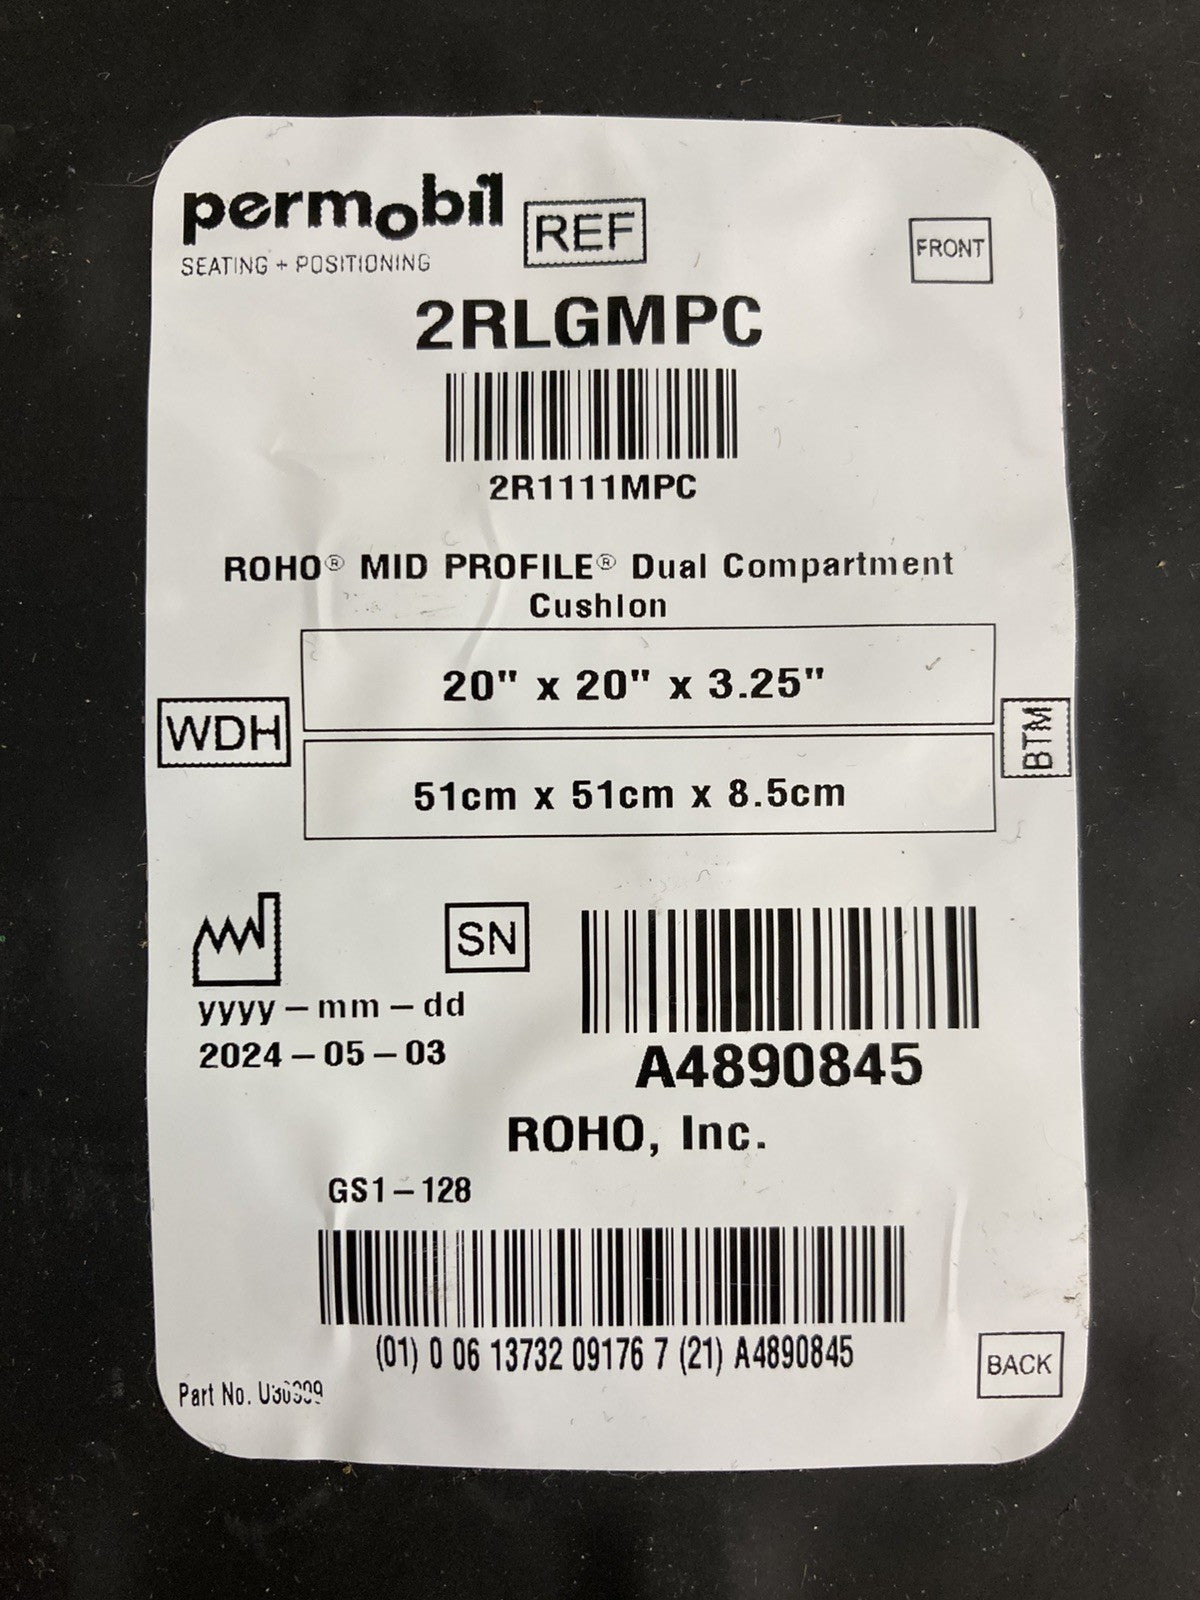 permobil
SEATING + POSITIONING
REF
FRONT
2RLGMPC
2R1111MPC
ROHO® MID PROFILE® Dual Compartment
Cushion
WDH
20" x 20" x 3.25"
51cm x 51cm x 8.5cm
BTM
SN
yyyy – mm – dd
2024 – 05 – 03
A4890845
ROHO, Inc.
GS1 – 128
(01) 0 06 13732 09176 7 (21) A4890845
Part No.
BACK